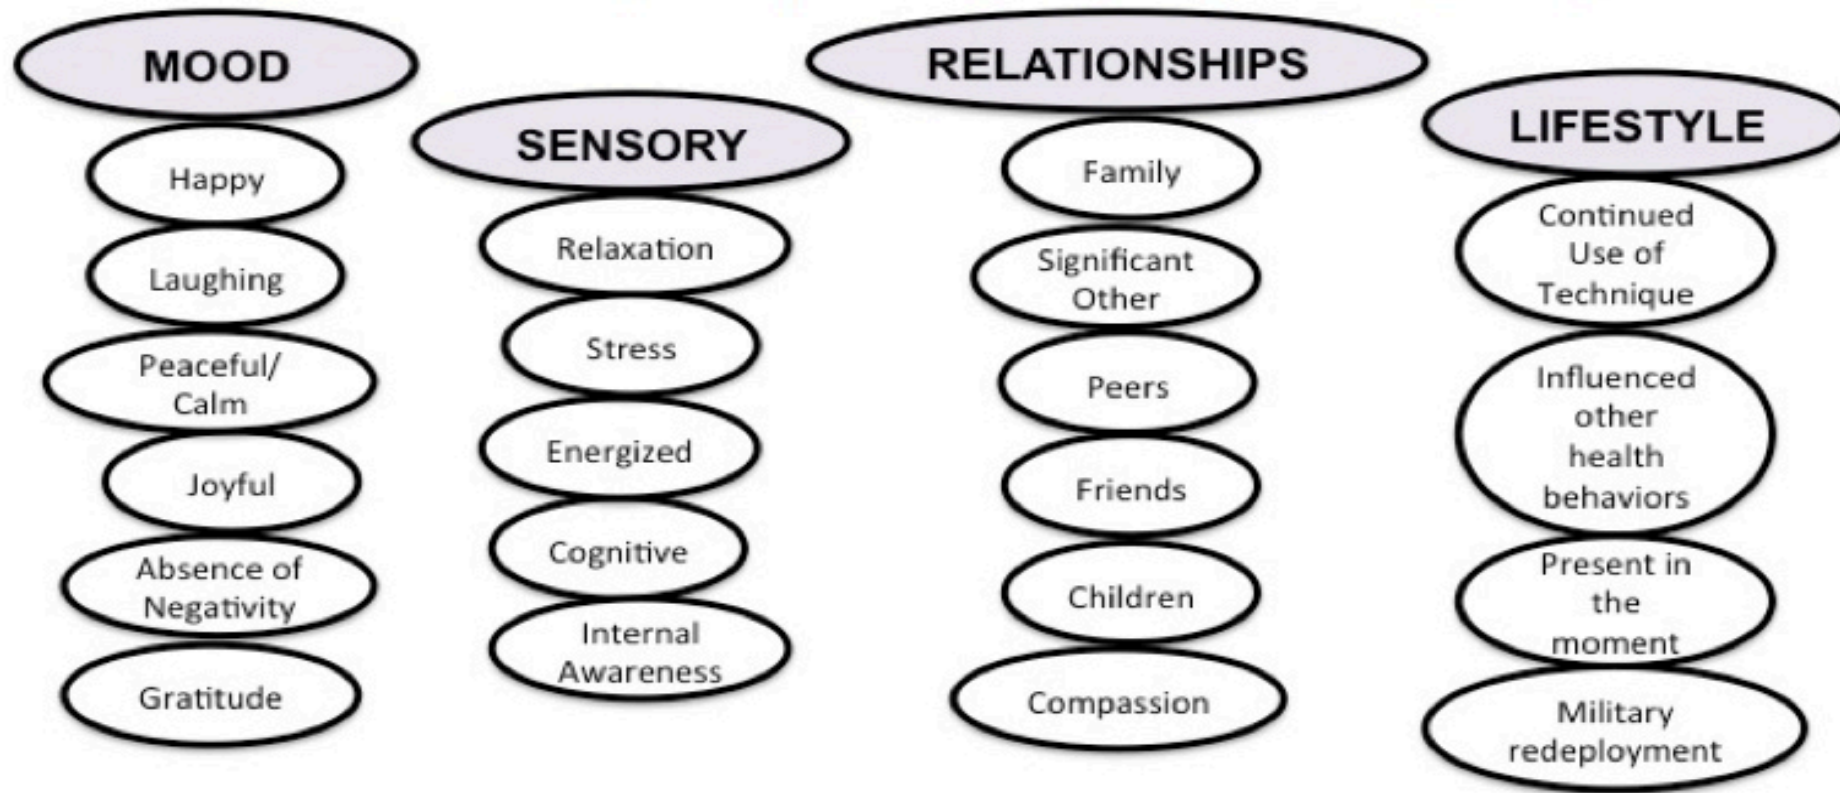 MOOD
Happy
Laughing
Peaceful/
Calm
Joyful
Absence of
Negativity
Gratitude
SENSORY
Relaxation
Stress
Energized
Cognitive
Internal
Awareness
RELATIONSHIPS
Family
Significant
Other
Peers
Friends
Children
Compassion
LIFESTYLE
Continued
Use of
Technique
Influenced
other
health
behaviors
Present in
the
moment
Military
redeployment